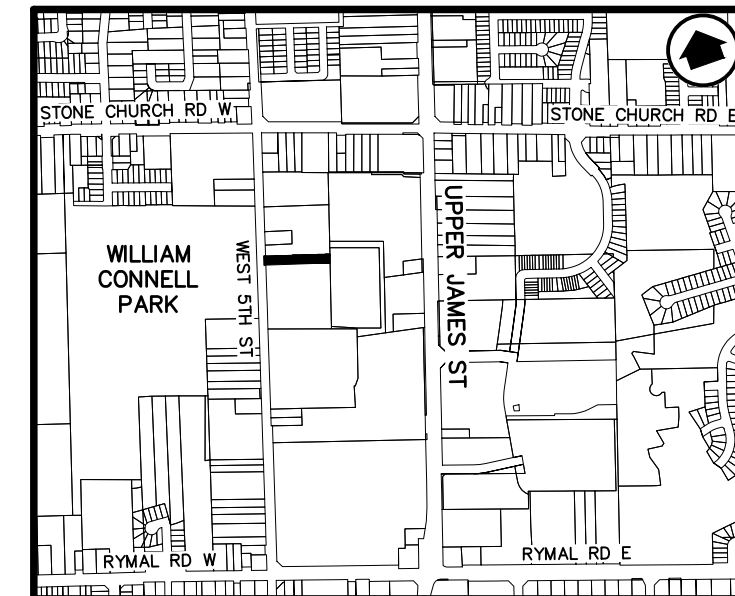 STONE CHURCH RD W
STONE CHURCH RD E
WILLIAM
CONNELL
PARK
WEST 5TH ST
UPPER JAMES ST
RYMAL RD W
RYMAL RD E